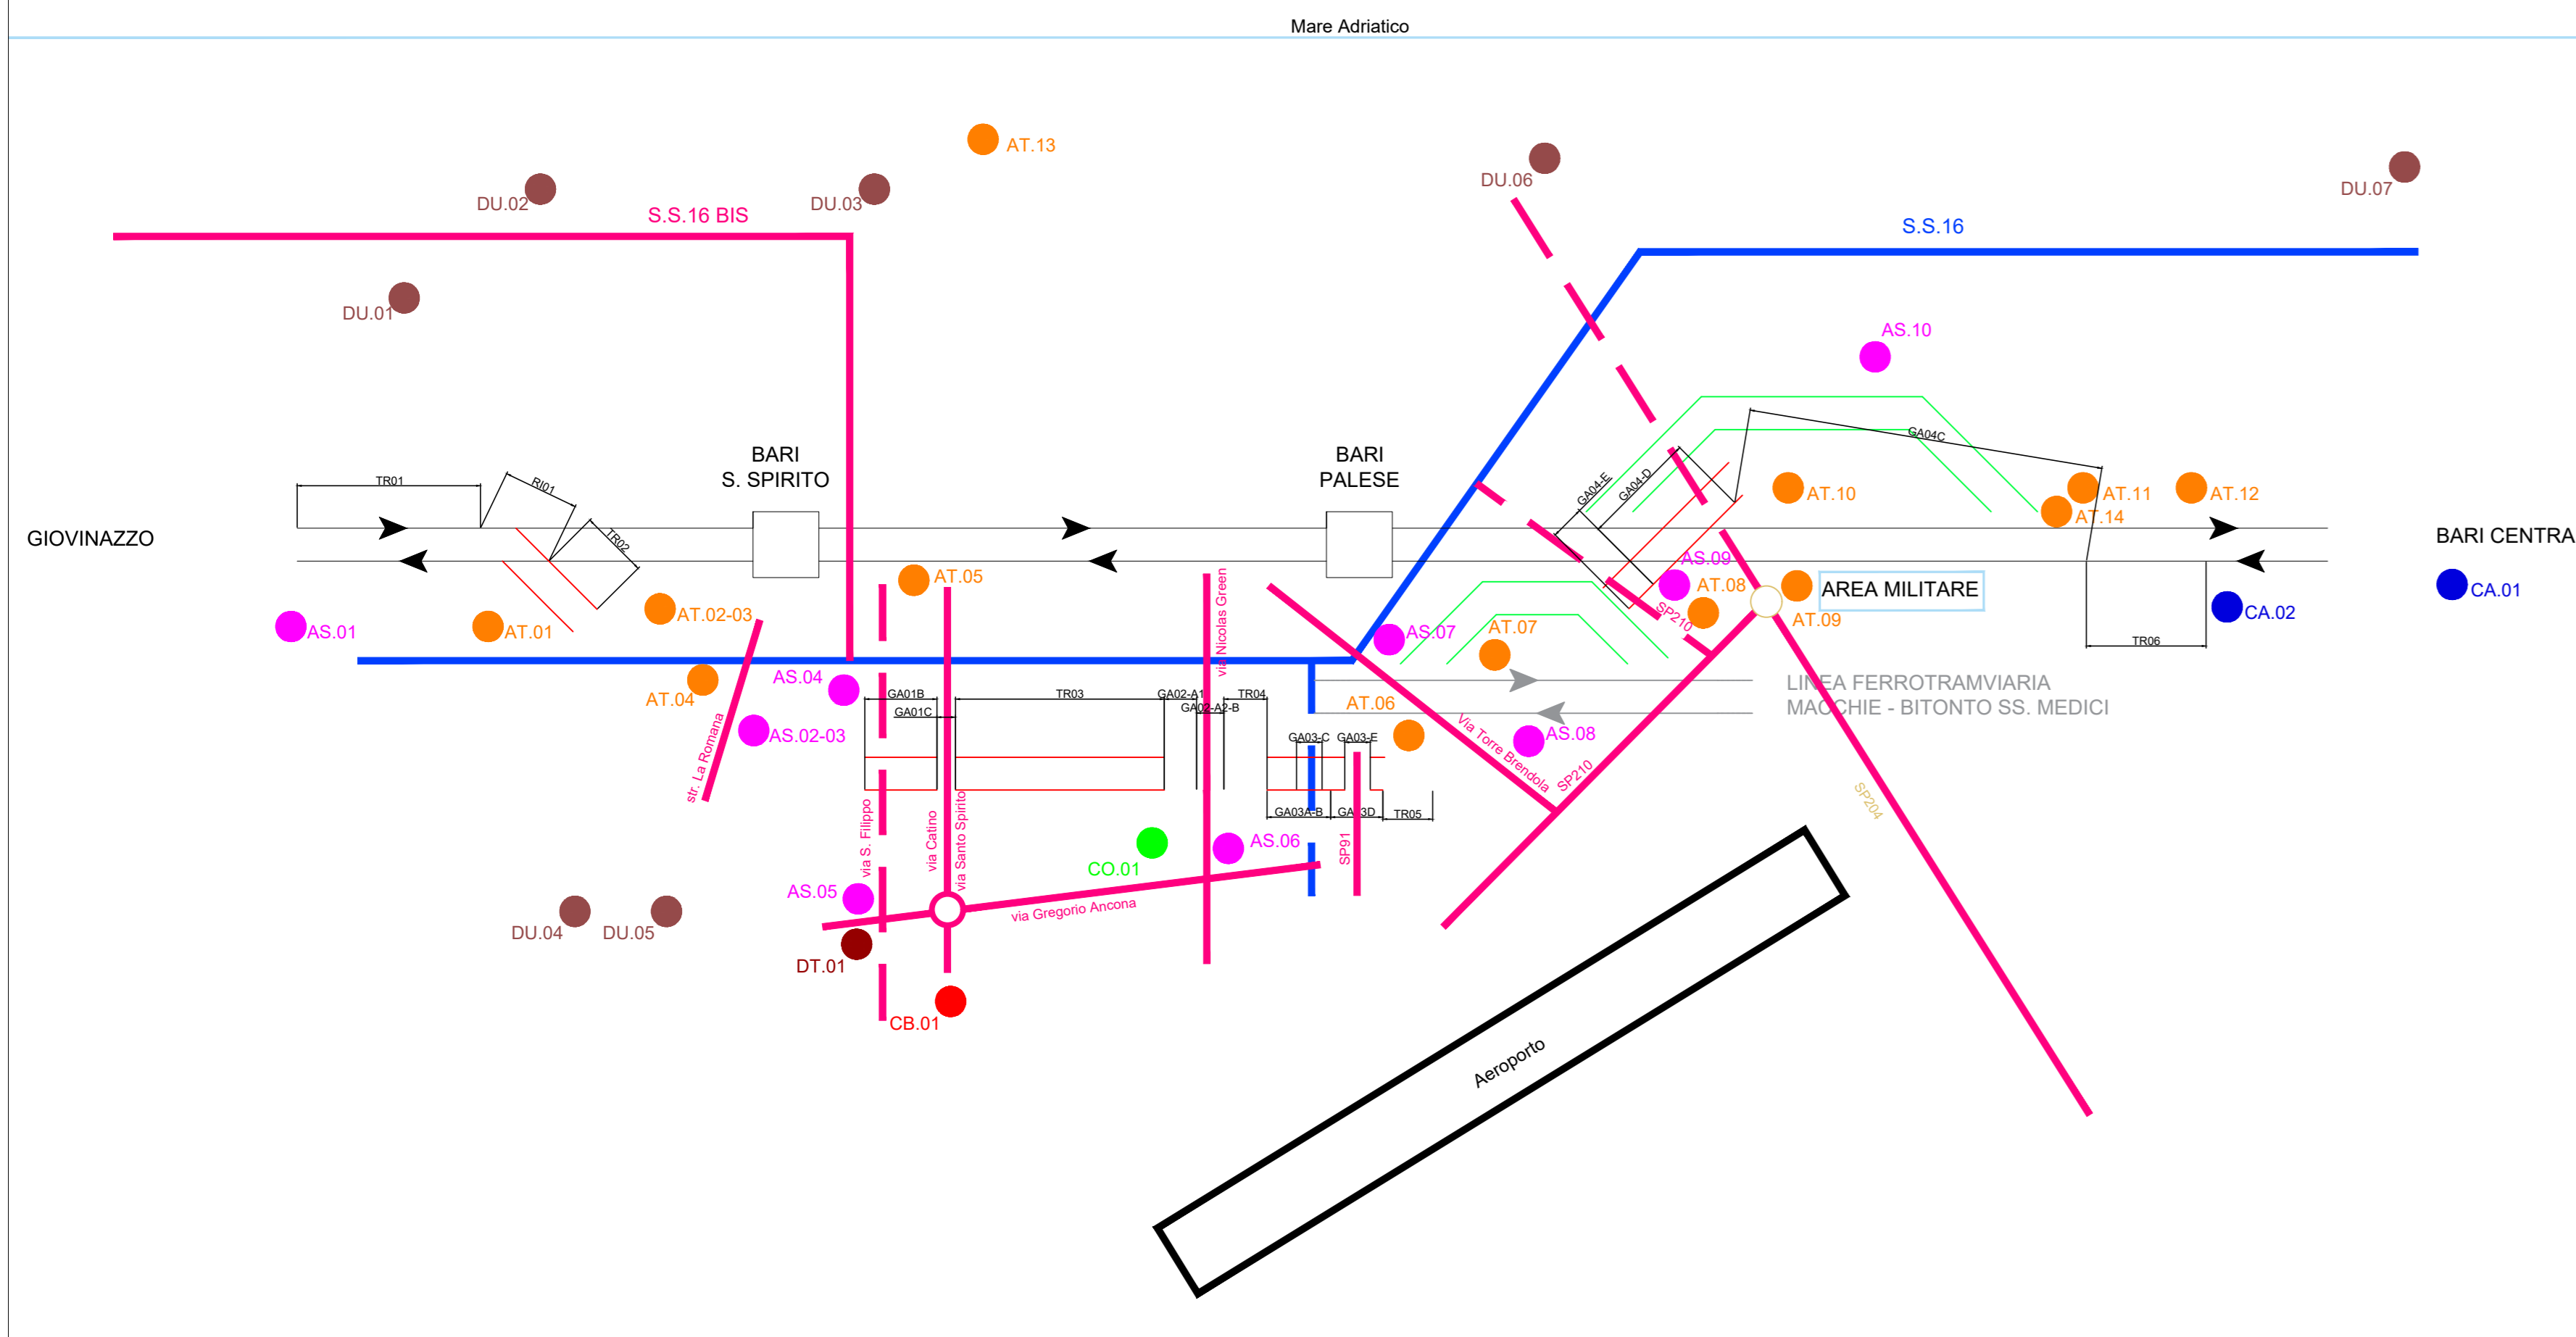 Mare Adriatico
AT.13
DU.06
DU.07
DU.02
DU.03
S.S.16 BIS
S.S.16
DU.01
AS.10
GA04C
BARI
S. SPIRITO
BARI
PALESE
TR01
RI01
GA04-E
GA04-D
AT.10
AT.11
AT.12
AT.14
GIOVINAZZO
TR02
BARI CENTRA
AS.09
AT.05
AT.08
AREA MILITARE
CA.01
AT.02-03
AT.01
AS.01
via Nicolas Green
SP210
AT.09
CA.02
AS.07
AT.07
TR06
AS.04
AT.04
GA01B
TR03
GA02-A1
TR04
AT.06
LINEA FERROTRAMVIARIA
MACCHIE - BITONTO SS. MEDICI
GA01C
GA02-A2-B
AS.02-03
str. La Romana
GA03-C
GA03-E
AS.08
Via Torre Brendola
SP210
SP204
GA03A-B
TR05
via S. Filippo
via Catino
via Santo Spirito
CO.01
AS.06
SP91
AS.05
via Gregorio Ancona
DU.04
DU.05
DT.01
CB.01
Aeroporto